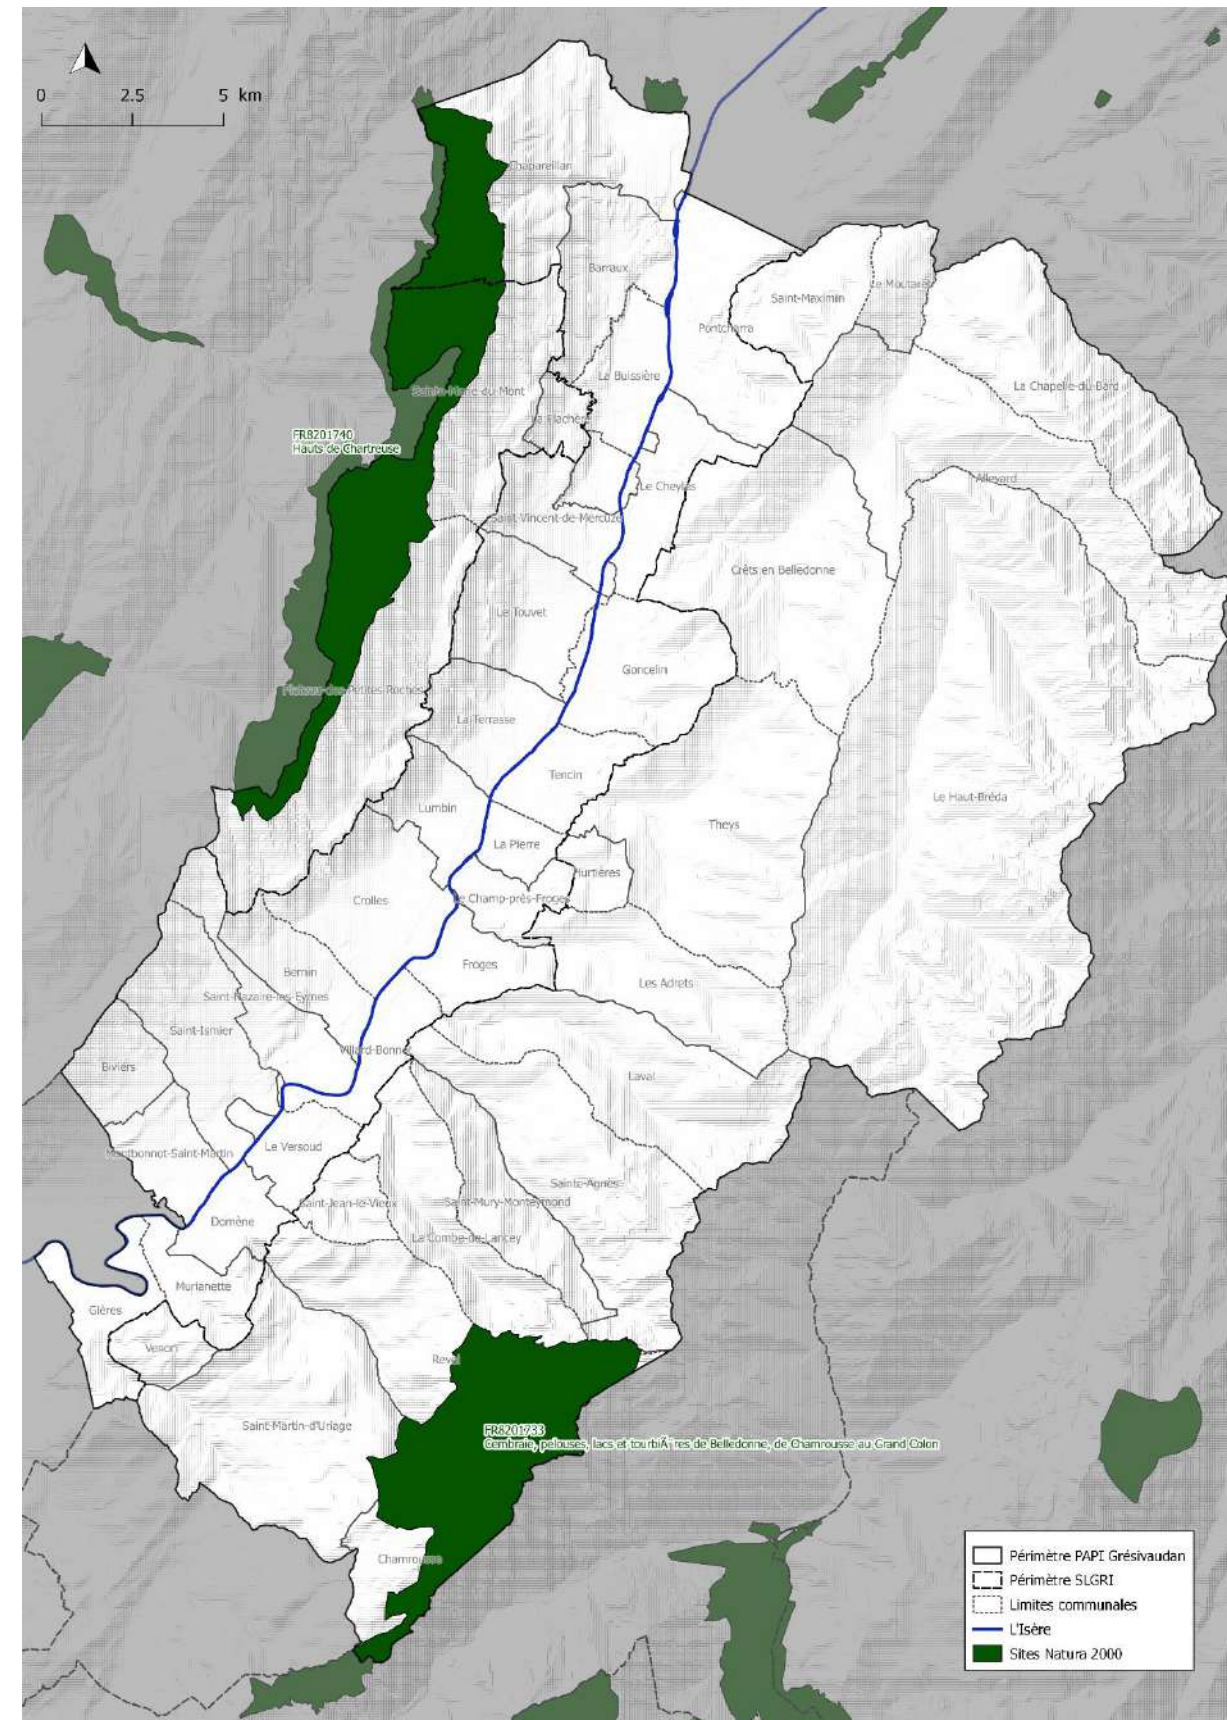 0 2.5 5 km
Chapareillan
Barraux
Saint-Maximin
Le Moutaret
Pontcharra
La Buissière
La Chapelle-du-Bard
Sainte-Marie du Mont
La Flachère
FR8201740
Hauts de Chartreuse
Allevard
Le Cheylas
Saint-Vincent-de-Mercuze
Crêts en Belledonne
Le Touvet
Goncelin
Plateau-des-Petites Roches
La Terrasse
Tencin
Le Haut-Bréda
Lumbin
Theys
La Pierre
Hurtières
Crolles
Le Champ-près-Froges
Froges
Bernin
Les Adrets
Saint-Nazaire-les-Eymes
Saint-Ismier
Villard-Bonnot
Biviers
Laval
Le Versoud
Montbonnot-Saint-Martin
Sainte-Agnès
Saint-Jean-le-Vieux
Saint-Mury-Monteymond
Domène
La Combe-de-Lancey
Murianette
Gières
Venon
Revel
Saint-Martin-d'Uriage
FR8201733
Cembraie, pelouses, lacs et tourbiÃ¨res de Belledonne, de Chamrousse au Grand Colon
Chamrousse
Périmètre PAPI Grésivaudan
Périmètre SLGRI
Limites communales
L'Isère
Sites Natura 2000